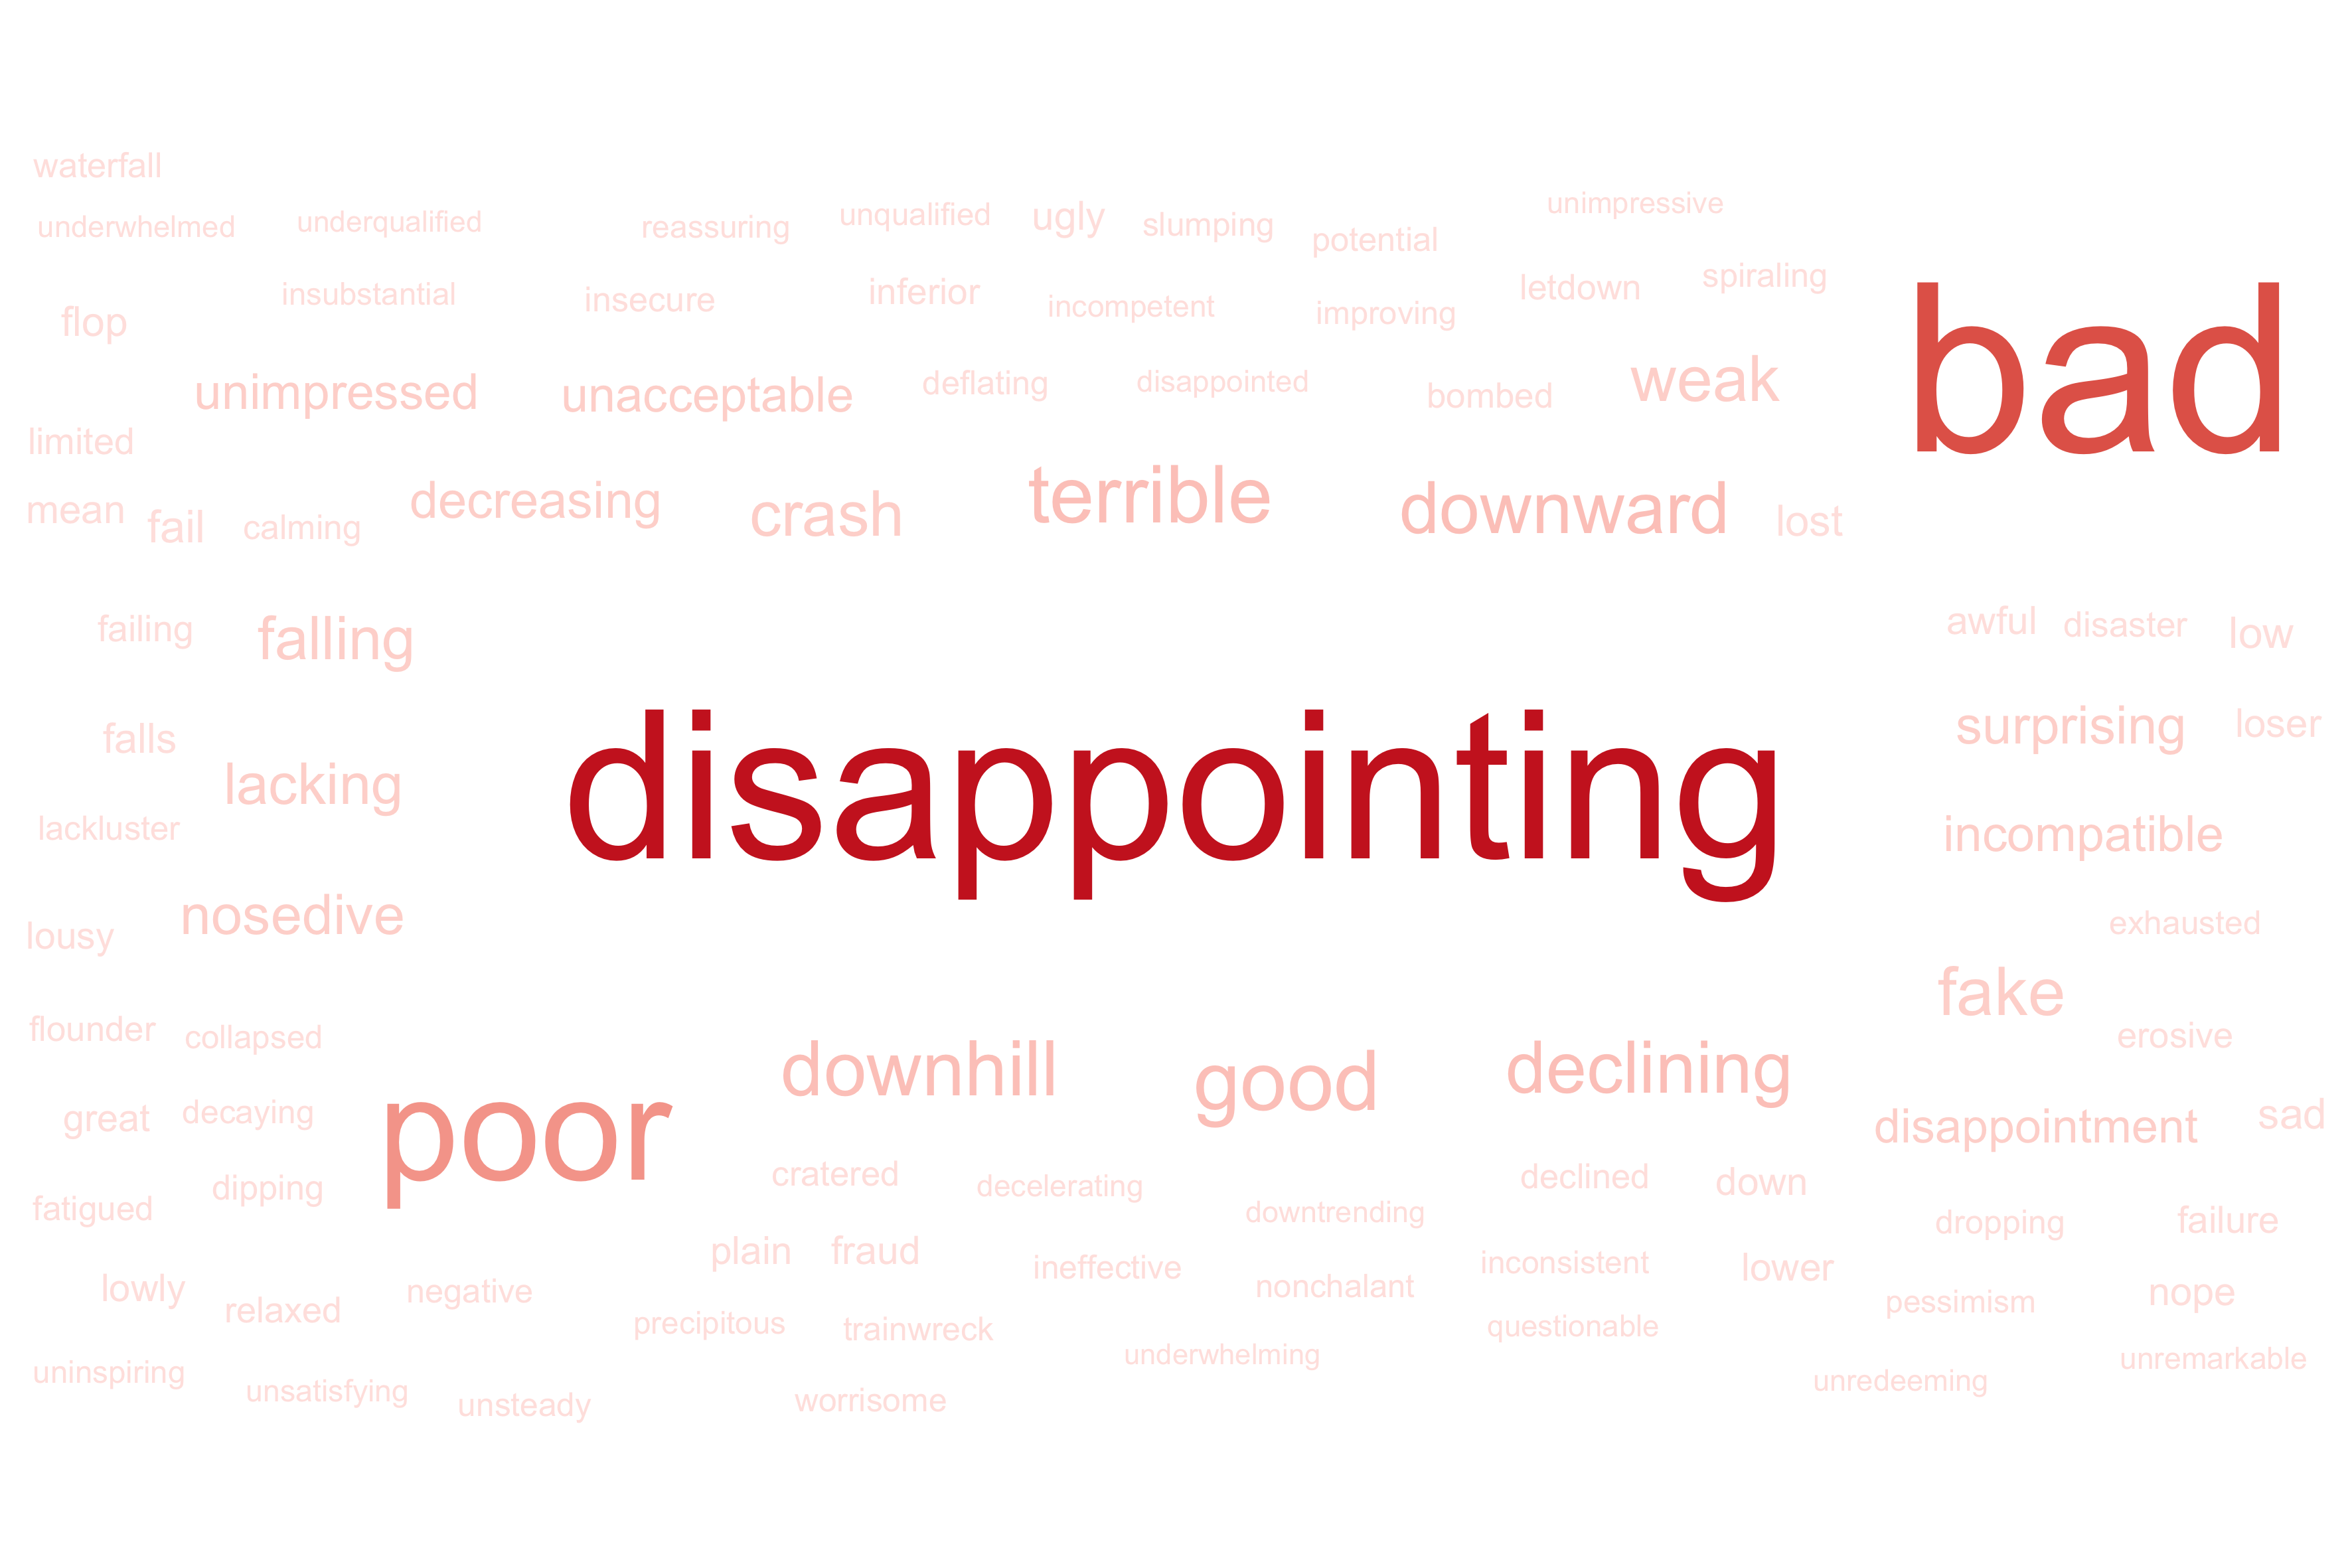 waterfall
underwhelmed underqualified reassuring unqualified ugly slumping potential unimpressive
flop insubstantial insecure inferior incompetent improving letdown spiraling bad
unimpressed unacceptable deflating disappointed bombed weak
limited
mean fail calming decreasing crash terrible downward lost
failing falling awful disaster low
falls lacking disappointing surprising loser
lackluster incompatible
lousy nosedive exhausted
flounder collapsed fake erosive
great decaying poor downhill good declining disappointment sad
fatigued dipping cratered decelerating downtrending declined down dropping failure
lowly relaxed negative plain fraud ineffective nonchalant inconsistent lower pessimism nope
precipitous trainwreck underwhelming questionable
uninspiring unsatisfying unsteady worrisome unredeeming unremarkable